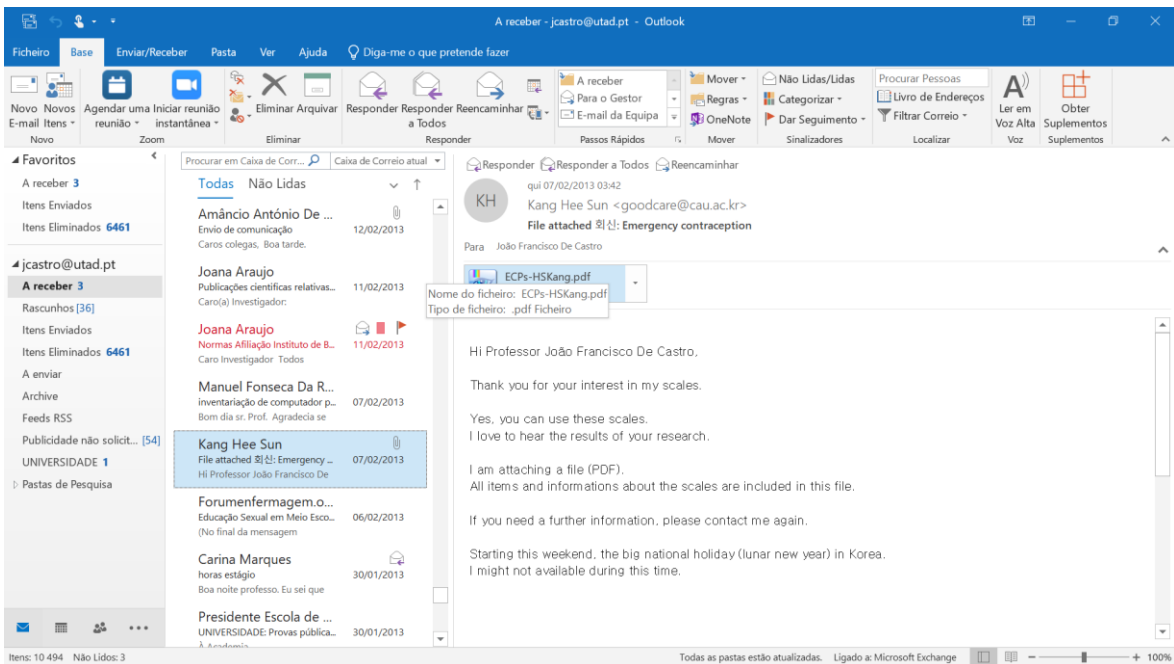 A receber - jcastro@utad.pt - Outlook
Ficheiro Base Enviar/Receber Pasta Ver Ajuda Diga-me o que pretende fazer
Novo E-mail
Novos Itens
Novo
Agendar uma reunião
Iniciar reunião instantânea
Zoom
Eliminar Arquivar
Eliminar
Responder
Responder a Todos
Reencaminhar
Responder
A receber
Para o Gestor
E-mail da Equipa
Passos Rápidos
Mover
Regras
OneNote
Mover
Não Lidas/Lidas
Categorizar
Dar Seguimento
Sinalizadores
Procurar Pessoas
Livro de Endereços
Filtrar Correio
Localizar
Ler em Voz Alta
Voz
Obter Suplementos
Suplementos
Favoritos
A receber 3
Itens Enviados
Itens Eliminados 6461
jcastro@utad.pt
A receber 3
Rascunhos [36]
Itens Enviados
Itens Eliminados 6461
A enviar
Archive
Feeds RSS
Publicidade não solicit... [54]
UNIVERSIDADE 1
Pastas de Pesquisa
Procurar em Caixa de Corr... Caixa de Correio atual
Todas Não Lidas
Amâncio António De ...
Envio de comunicação 12/02/2013
Caros colegas, Boa tarde.
Joana Araujo
Publicações científicas relativas... 11/02/2013
Caro(a) Investigador:
Joana Araujo
Normas Afiliação Instituto de B... 11/02/2013
Caro Investigador Todos
Manuel Fonseca Da R...
inventariação de computador p... 07/02/2013
Bom dia sr. Prof. Agradecia se
Kang Hee Sun
File attached 회신: Emergency ... 07/02/2013
Hi Professor João Francisco De
Forumenfermagem.o...
Educação Sexual em Meio Esco... 06/02/2013
(No final da mensagem
Carina Marques
horas estágio 30/01/2013
Boa noite professo. Eu sei que
Presidente Escola de ...
UNIVERSIDADE: Provas pública... 30/01/2013
À Academia
Responder Responder a Todos Reencaminhar
KH
qui 07/02/2013 03:42
Kang Hee Sun <goodcare@cau.ac.kr>
File attached 회신: Emergency contraception
Para João Francisco De Castro
ECPs-HSKang.pdf
Nome do ficheiro: ECPs-HSKang.pdf
Tipo de ficheiro: .pdf Ficheiro
Hi Professor João Francisco De Castro,
Thank you for your interest in my scales.
Yes, you can use these scales.
I love to hear the results of your research.
I am attaching a file (PDF).
All items and informations about the scales are included in this file.
If you need a further information, please contact me again.
Starting this weekend, the big national holiday (lunar new year) in Korea.
I might not available during this time.
Itens: 10 494 Não Lidos: 3
Todas as pastas estão atualizadas. Ligado a: Microsoft Exchange 100%